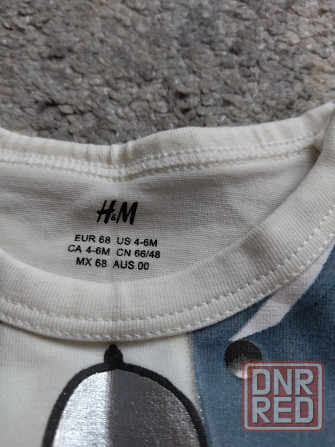 H&M
EUR 68 US 4-6M
CA 4-6M CN 66/48
MX 68 AUS 00
DNR
RED